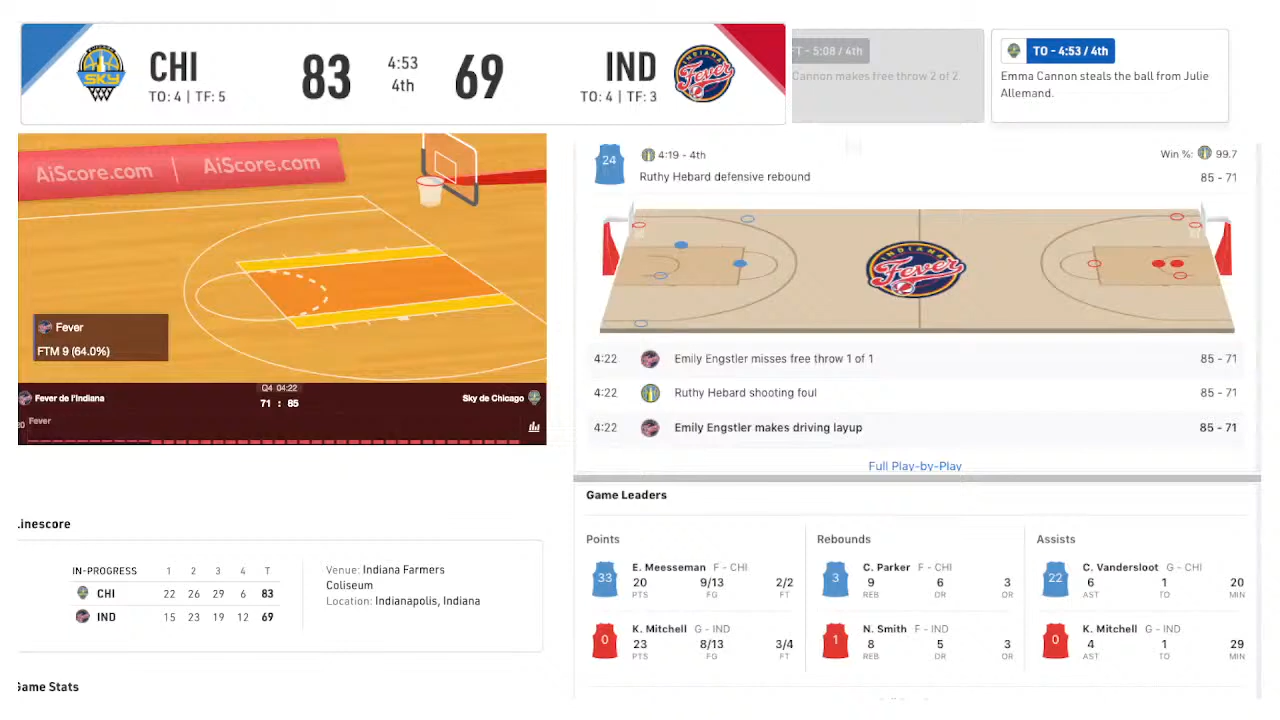 CHI
TO: 4 | TF: 5
83
4:53
4th
69
IND
TO: 4 | TF: 3
SKY
INDIANA
Fever
FT - 5:08 / 4th
Cannon makes free throw 2 of 2.
TO - 4:53 / 4th
Emma Cannon steals the ball from Julie
Allemand.
AiScore.com | AiScore.com
Fever
FTM 9 (64.0%)
Q4 04:22
Fever de l'Indiana
71 : 85
Sky de Chicago
Fever
24
4:19 - 4th
Win %: 99.7
Ruthy Hebard defensive rebound
85 - 71
INDIANA
Fever
4:22 Emily Engstler misses free throw 1 of 1 85 - 71
4:22 Ruthy Hebard shooting foul 85 - 71
4:22 Emily Engstler makes driving layup 85 - 71
Full Play-by-Play
Game Leaders
Points Rebounds Assists
33 E. Meesseman F - CHI
20 9/13 2/2
PTS FG FT
3 C. Parker F - CHI
9 6 3
REB DR OR
22 C. Vandersloot G - CHI
6 1 20
AST TO MIN
0 K. Mitchell G - IND
23 8/13 3/4
PTS FG FT
1 N. Smith F - IND
8 5 3
REB DR OR
0 K. Mitchell G - IND
4 1 29
AST TO MIN
Linescore
IN-PROGRESS 1 2 3 4 T
CHI 22 26 29 6 83
IND 15 23 19 12 69
Venue: Indiana Farmers
Coliseum
Location: Indianapolis, Indiana
Game Stats